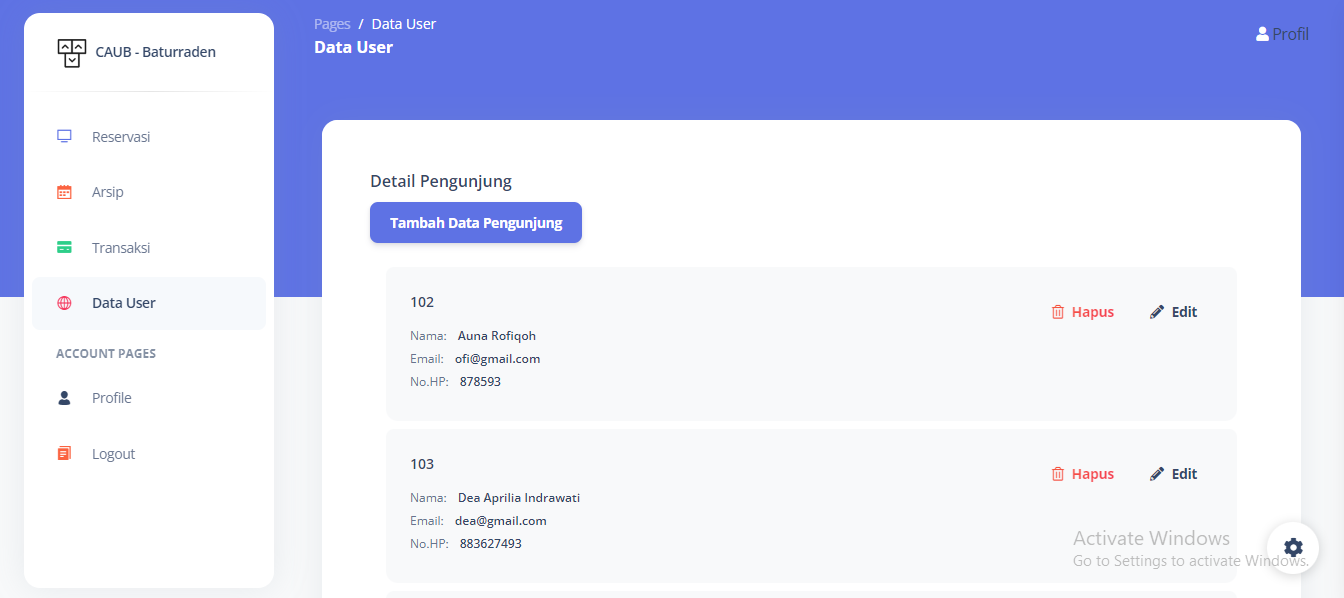 CAUB - Baturraden
Reservasi
Arsip
Transaksi
Data User
ACCOUNT PAGES
Profile
Logout
Pages / Data User
Data User
Profil
Detail Pengunjung
Tambah Data Pengunjung
102
Hapus Edit
Nama: Auna Rofiqoh
Email: ofi@gmail.com
No.HP: 878593
103
Hapus Edit
Nama: Dea Aprilia Indrawati
Email: dea@gmail.com
No.HP: 883627493
Activate Windows
Go to Settings to activate Windows.